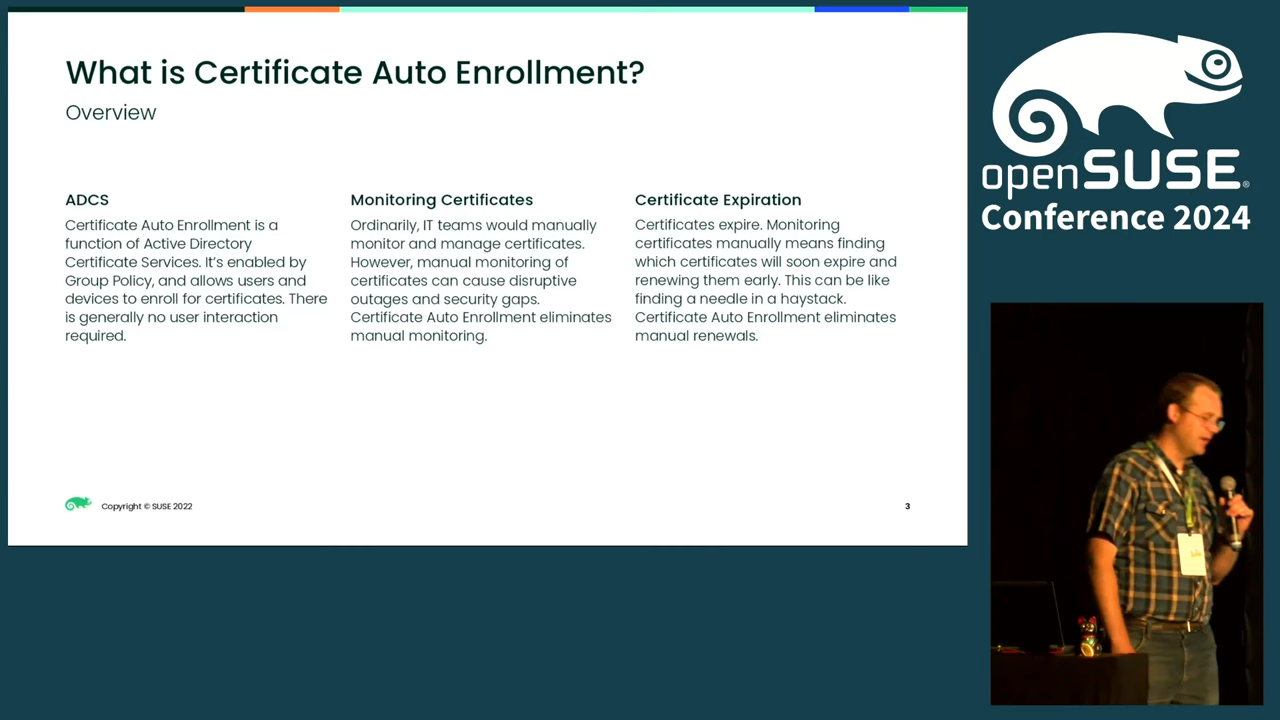 What is Certificate Auto Enrollment?
Overview
ADCS
Certificate Auto Enrollment is a
function of Active Directory
Certificate Services. It's enabled by
Group Policy, and allows users and
devices to enroll for certificates. There
is generally no user interaction
required.
Monitoring Certificates
Ordinarily, IT teams would manually
monitor and manage certificates.
However, manual monitoring of
certificates can cause disruptive
outages and security gaps.
Certificate Auto Enrollment eliminates
manual monitoring.
Certificate Expiration
Certificates expire. Monitoring
certificates manually means finding
which certificates will soon expire and
renewing them early. This can be like
finding a needle in a haystack.
Certificate Auto Enrollment eliminates
manual renewals.
Copyright © SUSE 2022
3
openSUSE®
Conference 2024